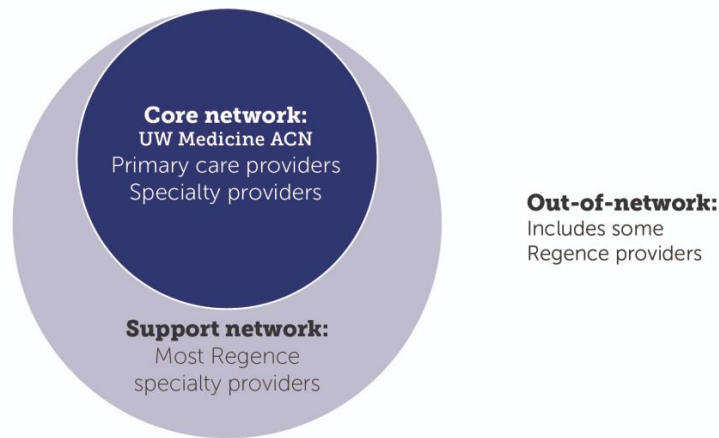 Core network:
UW Medicine ACN
Primary care providers
Specialty providers
Support network:
Most Regence
specialty providers
Out-of-network:
Includes some
Regence providers